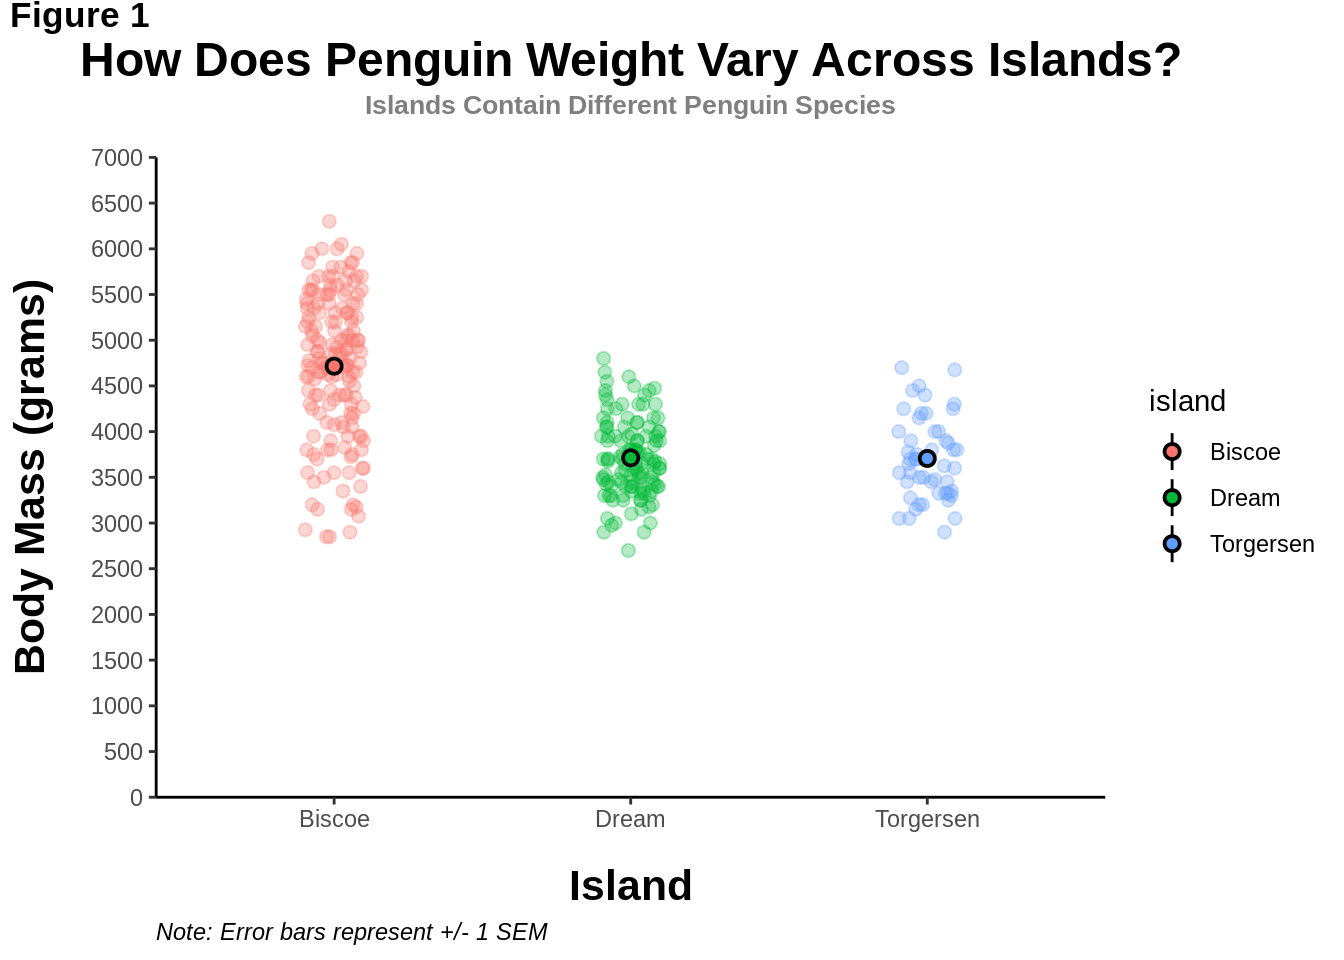 Figure 1
How Does Penguin Weight Vary Across Islands?
Islands Contain Different Penguin Species
7000
6500
6000
5500
5000
4500
4000
3500
3000
2500
2000
1500
1000
500
0
Body Mass (grams)
Biscoe Dream Torgersen
Island
Note: Error bars represent +/- 1 SEM
island
Biscoe
Dream
Torgersen